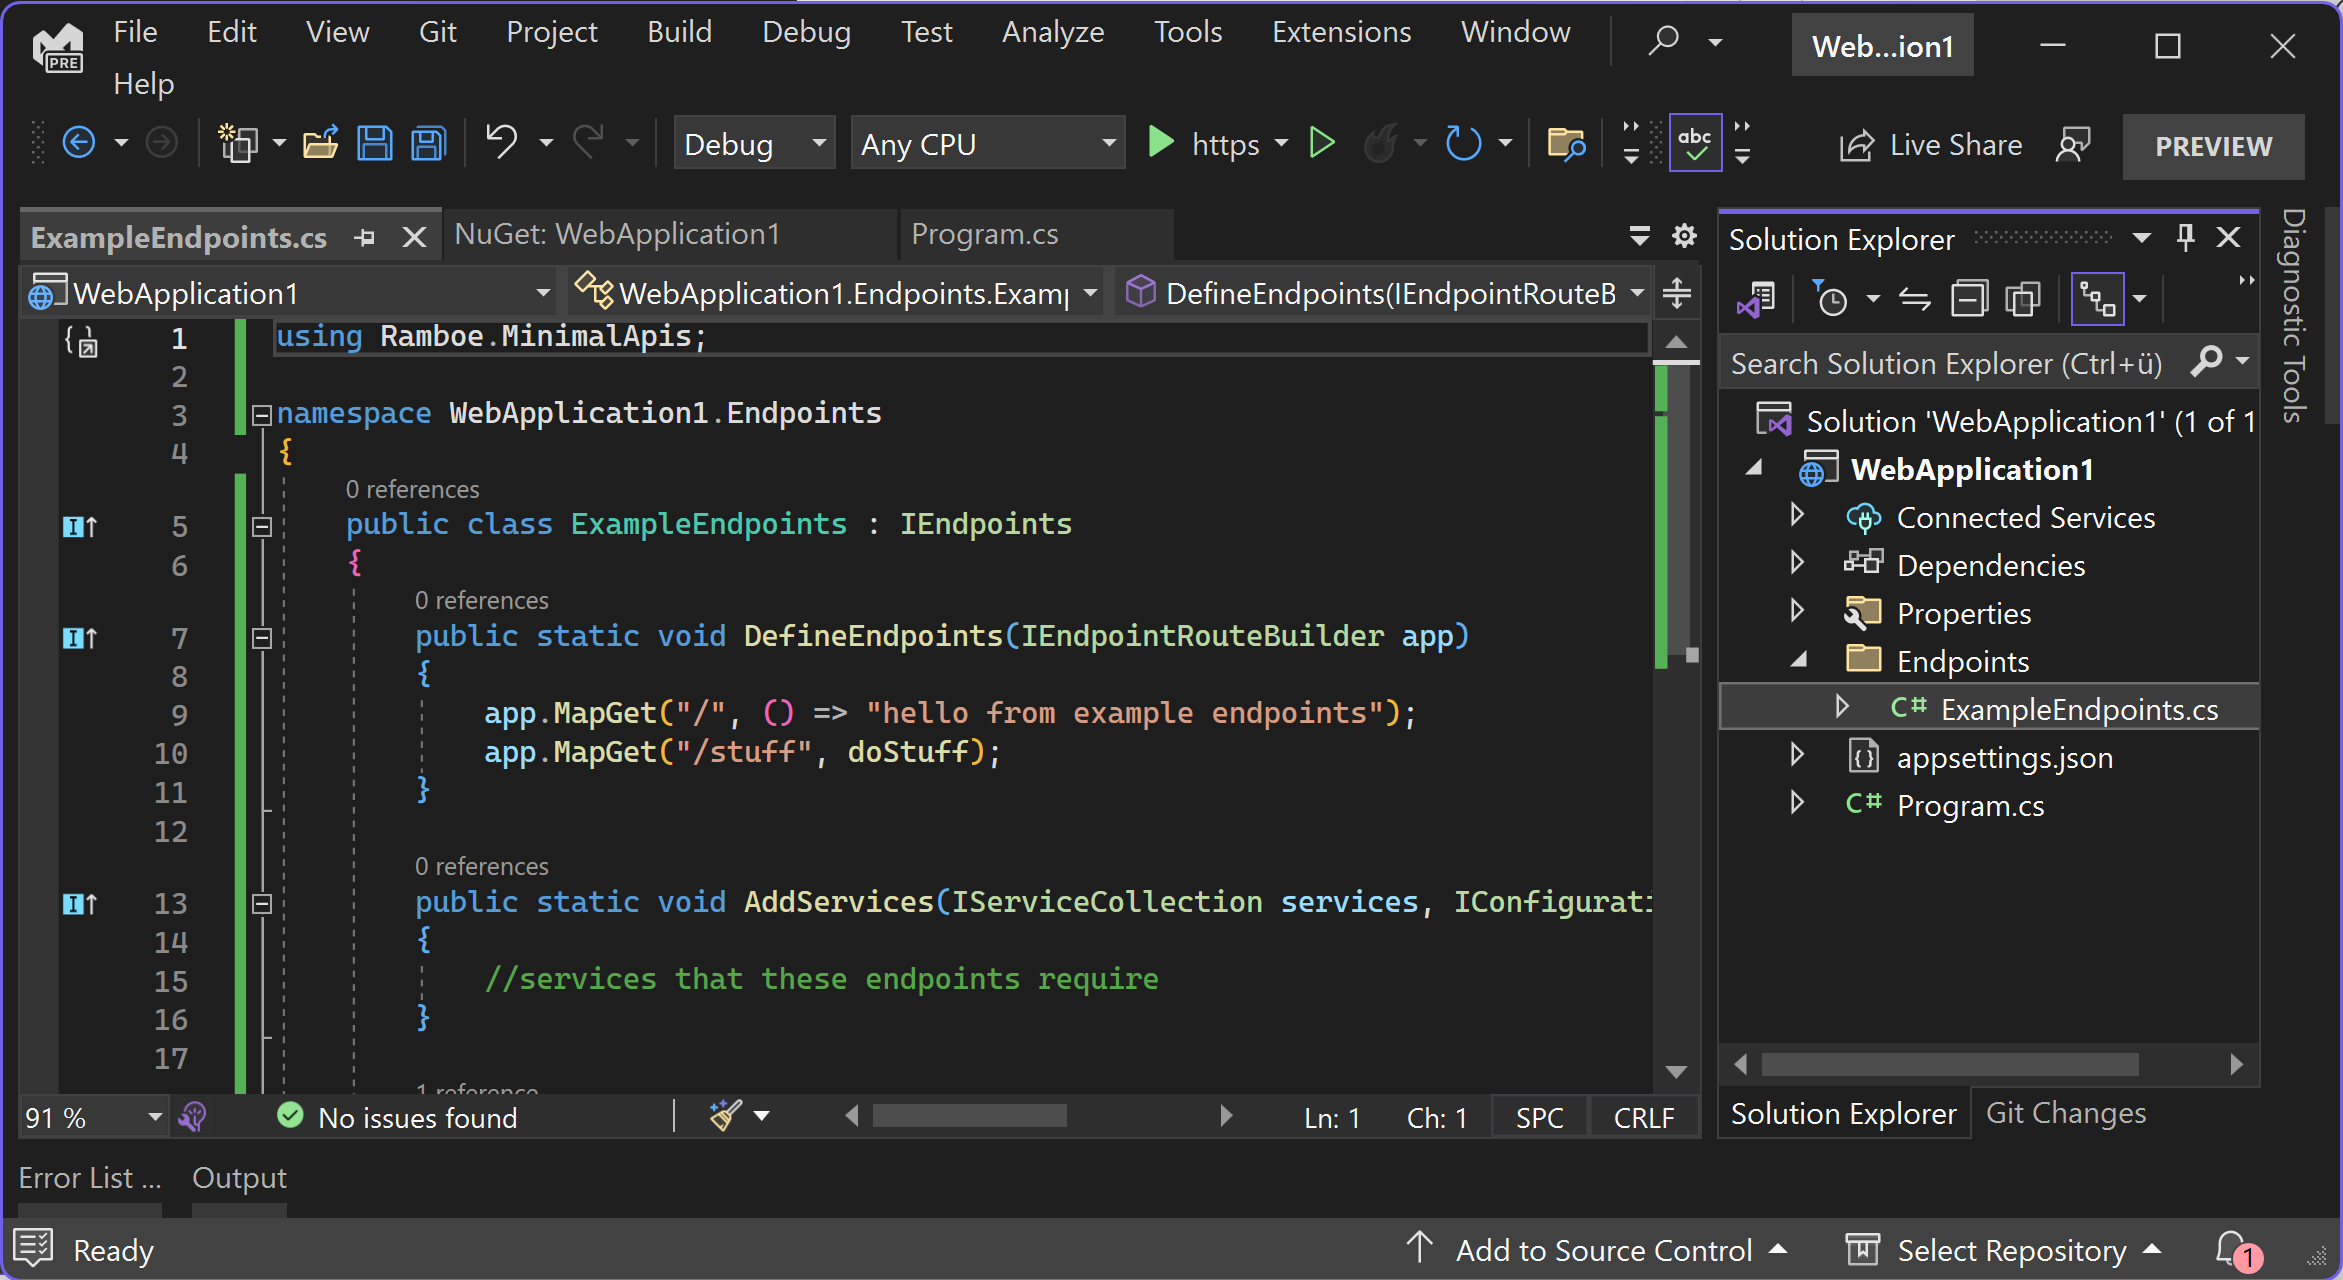 File Edit View Git Project Build Debug Test Analyze Tools Extensions Window Web...ion1
PRE
Help
Debug Any CPU https abc Live Share PREVIEW
ExampleEndpoints.cs NuGet: WebApplication1 Program.cs
WebApplication1 WebApplication1.Endpoints.Examp DefineEndpoints(IEndpointRouteB
1 using Ramboe.MinimalApis;
2
3 namespace WebApplication1.Endpoints
4 {
0 references
5 public class ExampleEndpoints : IEndpoints
6 {
0 references
7 public static void DefineEndpoints(IEndpointRouteBuilder app)
8 {
9 app.MapGet("/", () => "hello from example endpoints");
10 app.MapGet("/stuff", doStuff);
11 }
12
0 references
13 public static void AddServices(IServiceCollection services, IConfigurati
14 {
15 //services that these endpoints require
16 }
17
1 reference
91 % No issues found Ln: 1 Ch: 1 SPC CRLF
Solution Explorer
Search Solution Explorer (Ctrl+ü)
Solution 'WebApplication1' (1 of 1
WebApplication1
Connected Services
Dependencies
Properties
Endpoints
C# ExampleEndpoints.cs
appsettings.json
C# Program.cs
Solution Explorer Git Changes
Diagnostic Tools
Error List ... Output
Ready Add to Source Control Select Repository 1